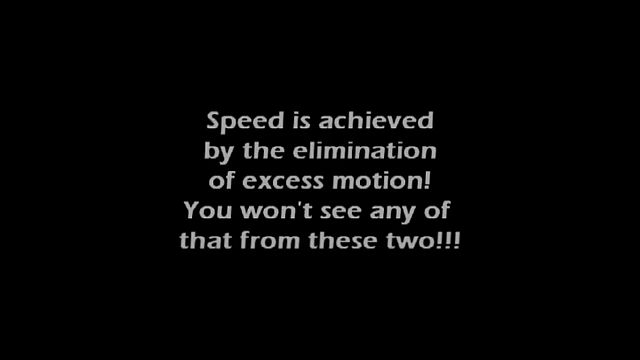 Speed is achieved
by the elimination
of excess motion!
You won't see any of
that from these two!!!